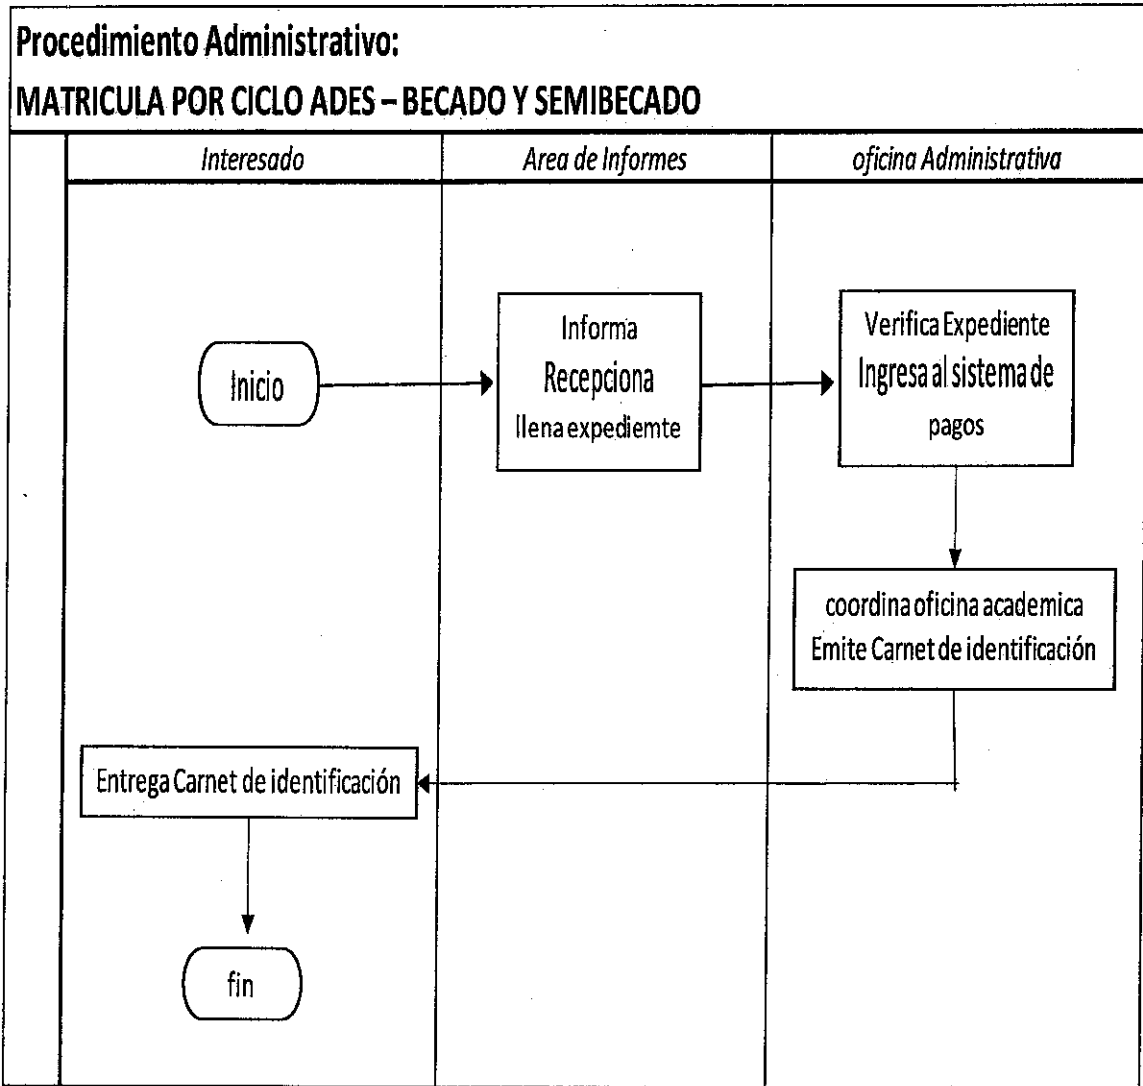 Procedimiento Administrativo:
MATRICULA POR CICLO ADES – BECADO Y SEMIBECADO
Interesado
Area de Informes
oficina Administrativa
Inicio
Informa
Recepciona
llena expediemte
Verifica Expediente
Ingresa al sistema de
pagos
coordina oficina academica
Emite Carnet de identificación
Entrega Carnet de identificación
fin